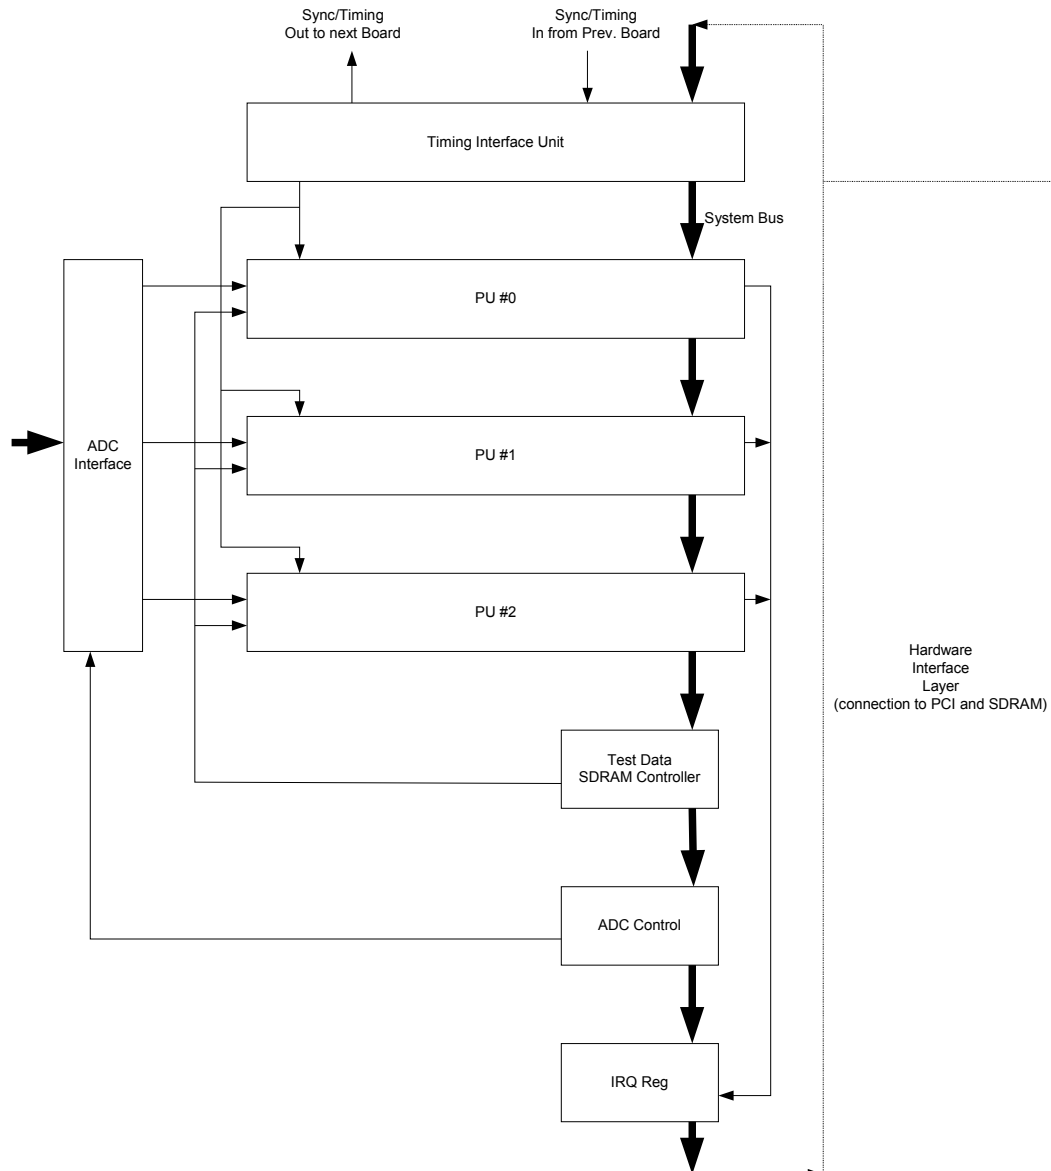 Sync/Timing
Out to next Board
Sync/Timing
In from Prev. Board
Timing Interface Unit
System Bus
PU #0
ADC
Interface
PU #1
PU #2
Hardware
Interface
Layer
(connection to PCI and SDRAM)
Test Data
SDRAM Controller
ADC Control
IRQ Reg